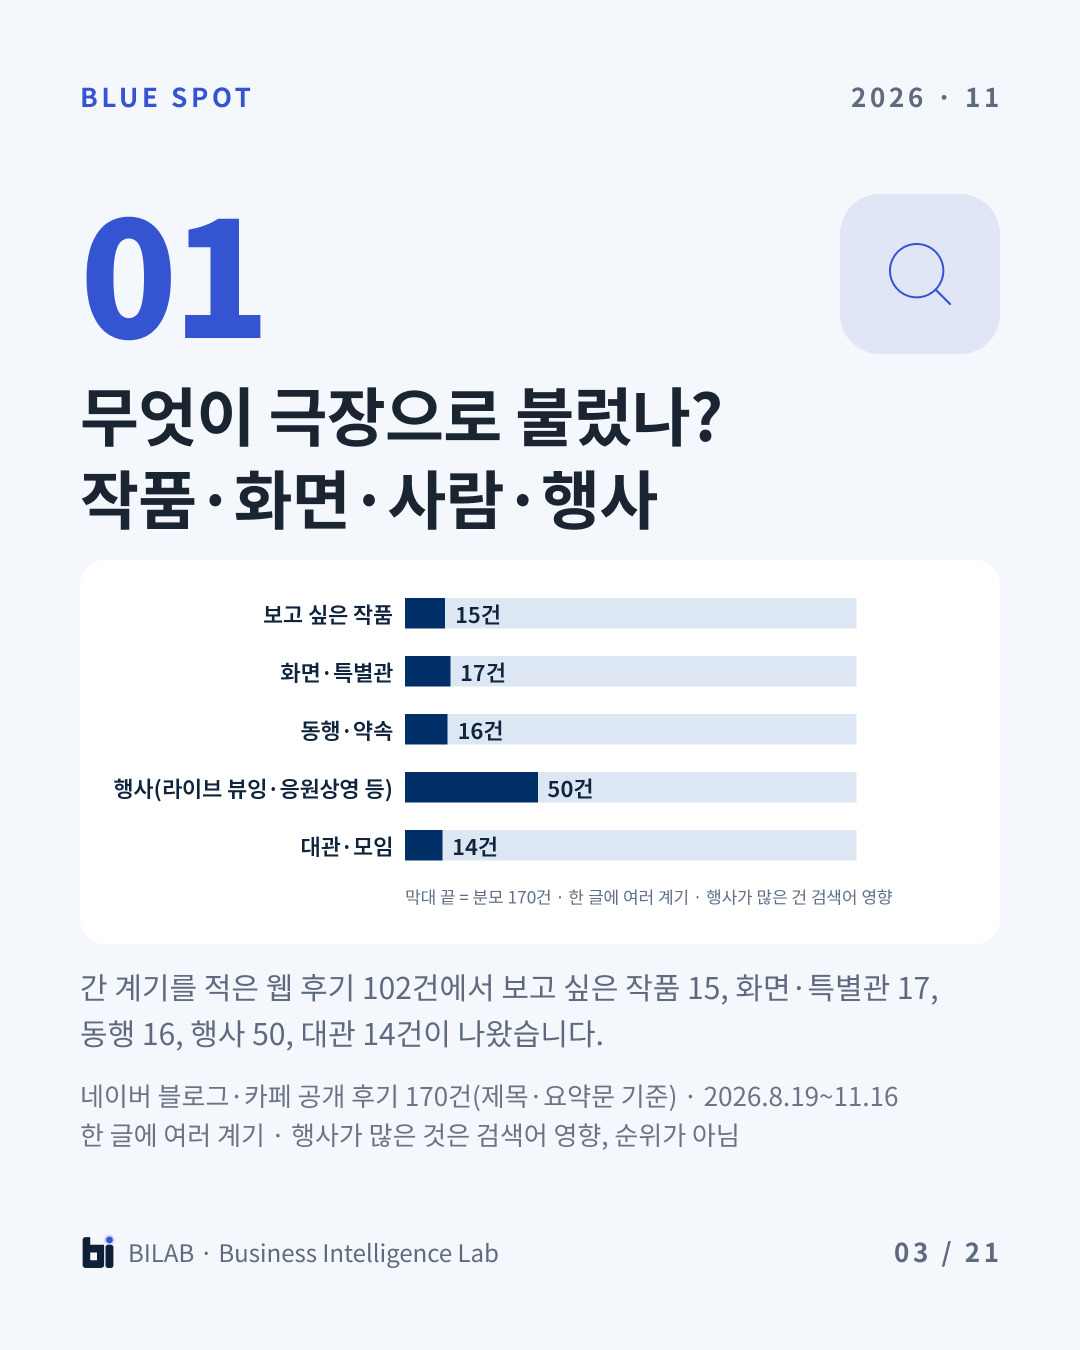 BLUE SPOT
2026 · 11
01
무엇이 극장으로 불렀나?
작품·화면·사람·행사
보고 싶은 작품 15건
화면·특별관 17건
동행·약속 16건
행사(라이브 뷰잉·응원상영 등) 50건
대관·모임 14건
막대 끝 = 분모 170건 · 한 글에 여러 계기 · 행사가 많은 건 검색어 영향
간 계기를 적은 웹 후기 102건에서 보고 싶은 작품 15, 화면·특별관 17,
동행 16, 행사 50, 대관 14건이 나왔습니다.
네이버 블로그·카페 공개 후기 170건(제목·요약문 기준) · 2026.8.19~11.16
한 글에 여러 계기 · 행사가 많은 것은 검색어 영향, 순위가 아님
bi BILAB · Business Intelligence Lab
03 / 21